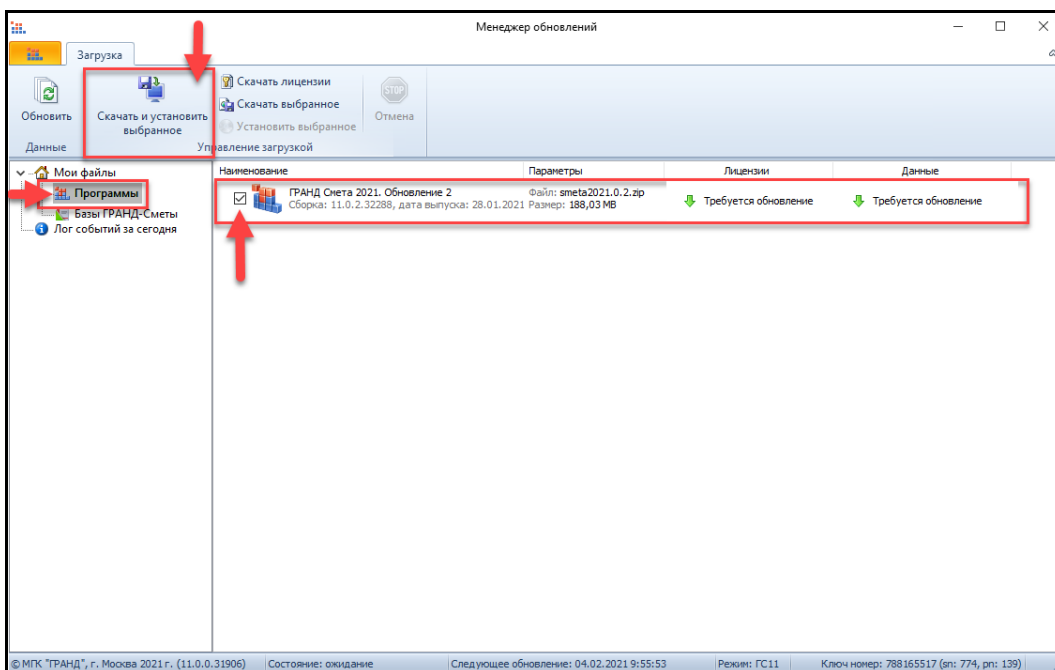 Менеджер обновлений
Загрузка
Обновить
Скачать и установить
выбранное
Скачать лицензии
Скачать выбранное
Установить выбранное
STOP
Отмена
Данные
Управление загрузкой
Мои файлы
Программы
Базы ГРАНД-Сметы
Лог событий за сегодня
Наименование Параметры Лицензии Данные
ГРАНД Смета 2021. Обновление 2 Файл: smeta2021.0.2.zip
Сборка: 11.0.2.32288, дата выпуска: 28.01.2021 Размер: 188,03 MB
Требуется обновление Требуется обновление
© МГК "ГРАНД", г. Москва 2021 г. (11.0.0.31906) Состояние: ожидание Следующее обновление: 04.02.2021 9:55:53 Режим: ГС11 Ключ номер: 788165517 (sn: 774, pn: 139)